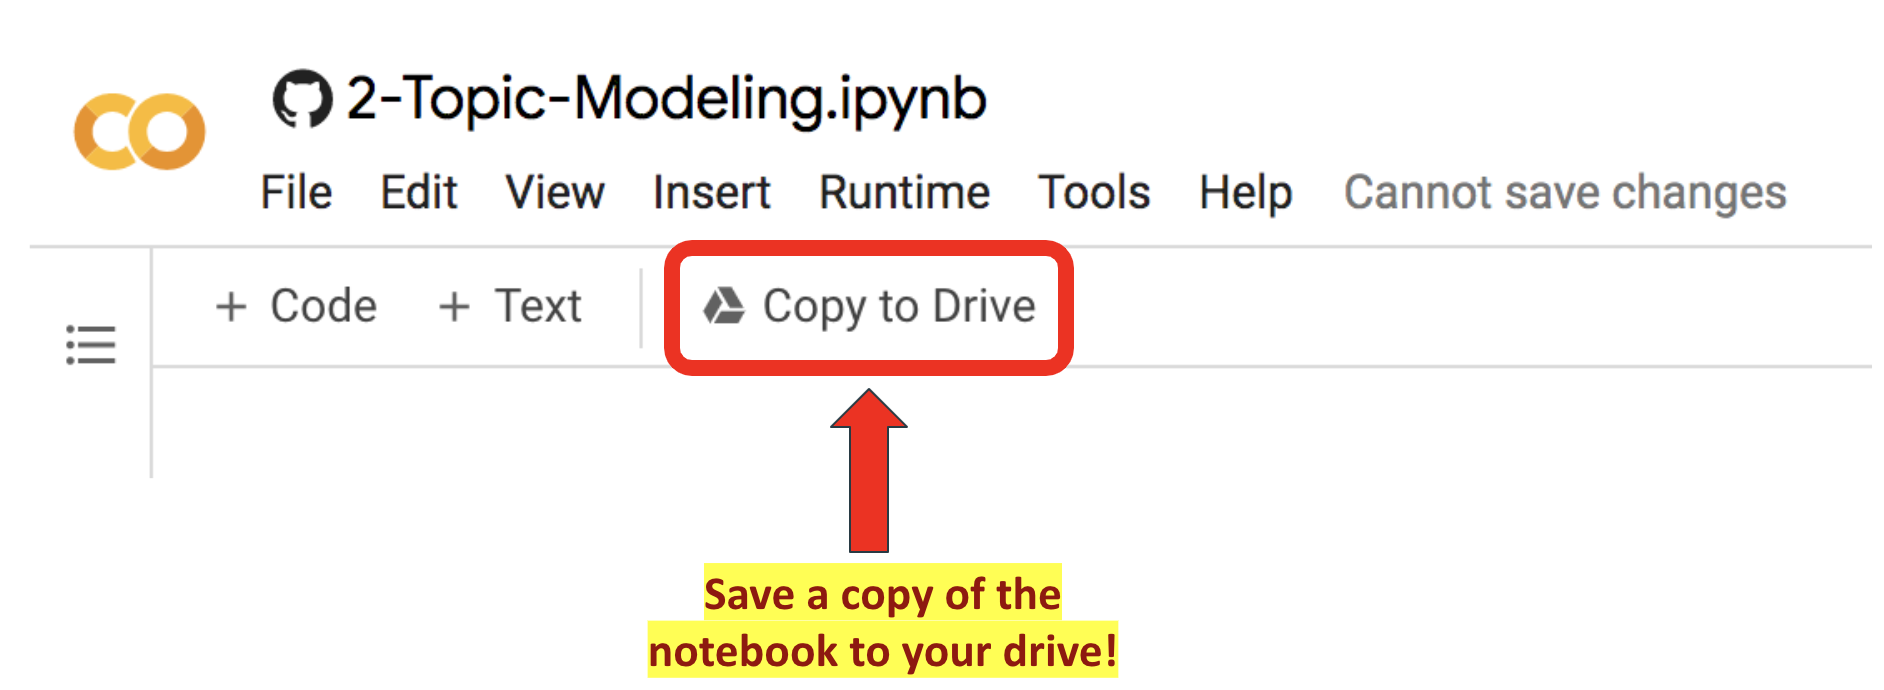 2-Topic-Modeling.ipynb
File Edit View Insert Runtime Tools Help Cannot save changes
+ Code + Text Copy to Drive
Save a copy of the
notebook to your drive!